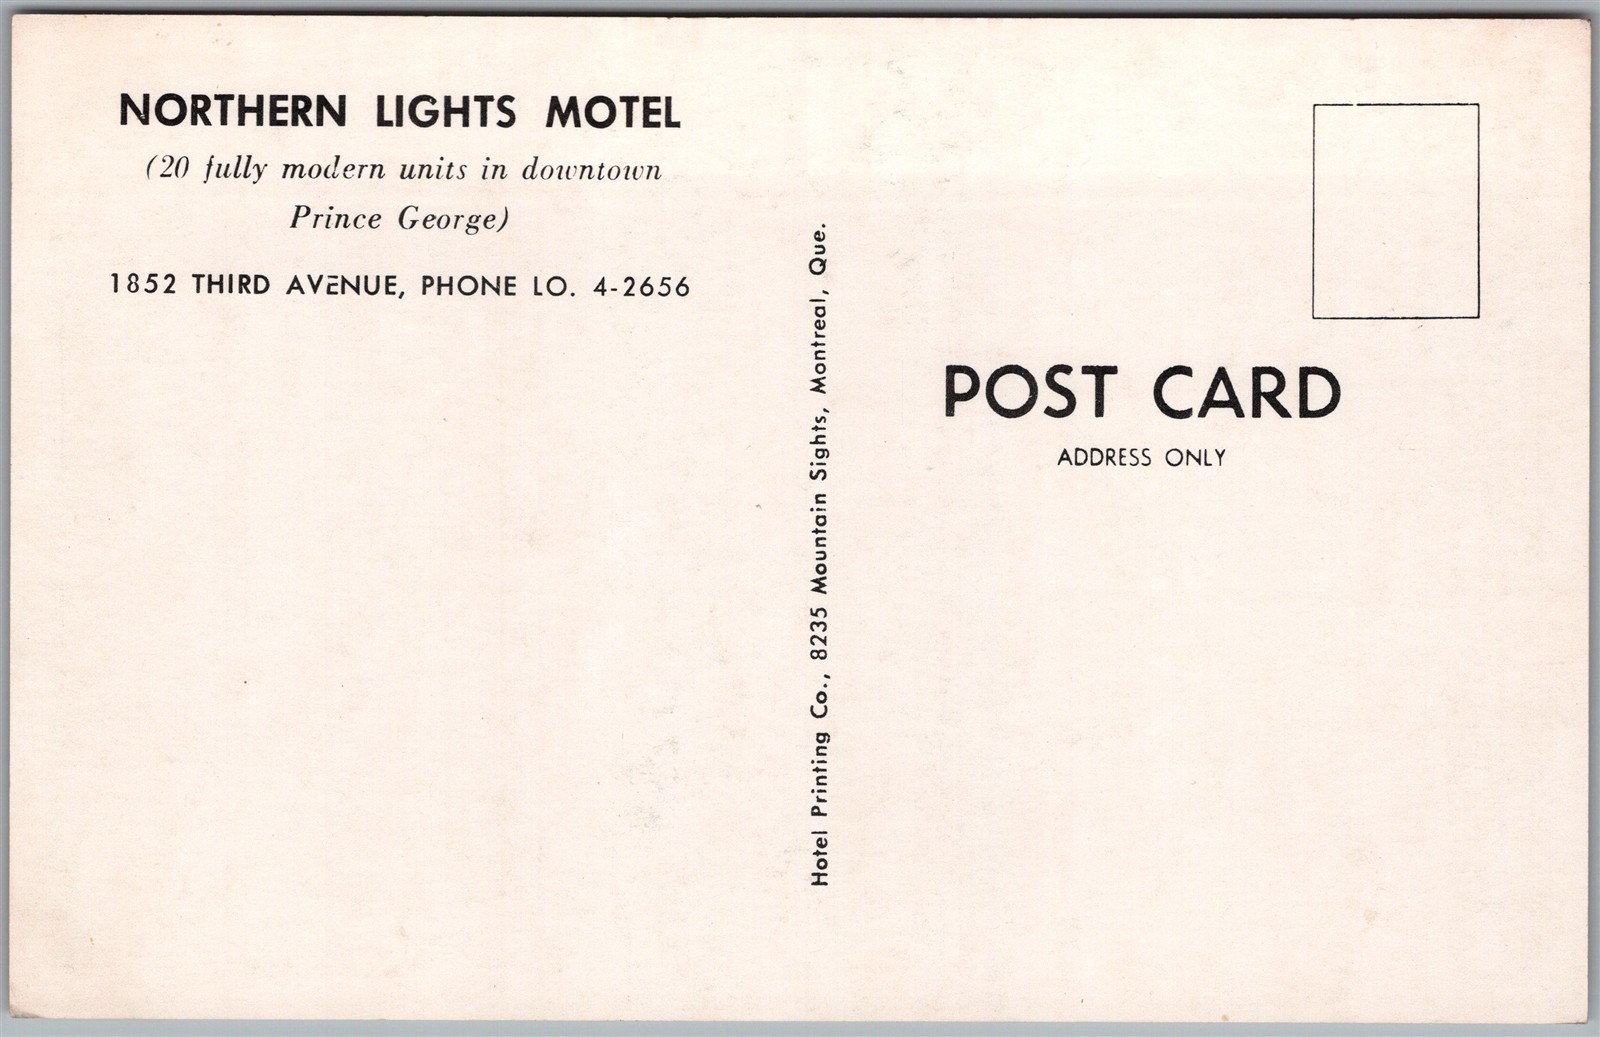 NORTHERN LIGHTS MOTEL
(20 fully modern units in downtown
Prince George)
1852 THIRD AVENUE, PHONE LO. 4-2656
Hotel Printing Co., 8235 Mountain Sights, Montreal, Que.
POST CARD
ADDRESS ONLY